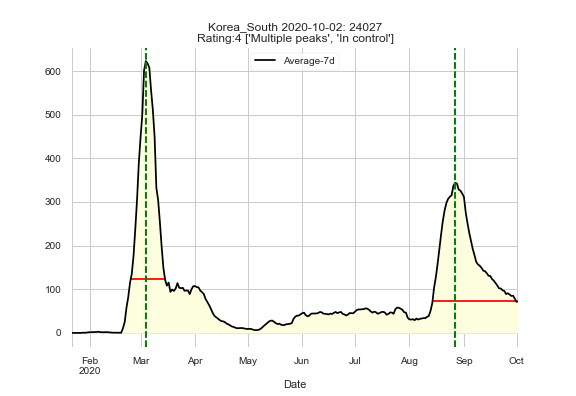 Korea_South 2020-10-02: 24027
Rating:4 ['Multiple peaks', 'In control']
Average-7d
600
500
400
300
200
100
0
Feb Mar Apr May Jun Jul Aug Sep Oct
2020
Date